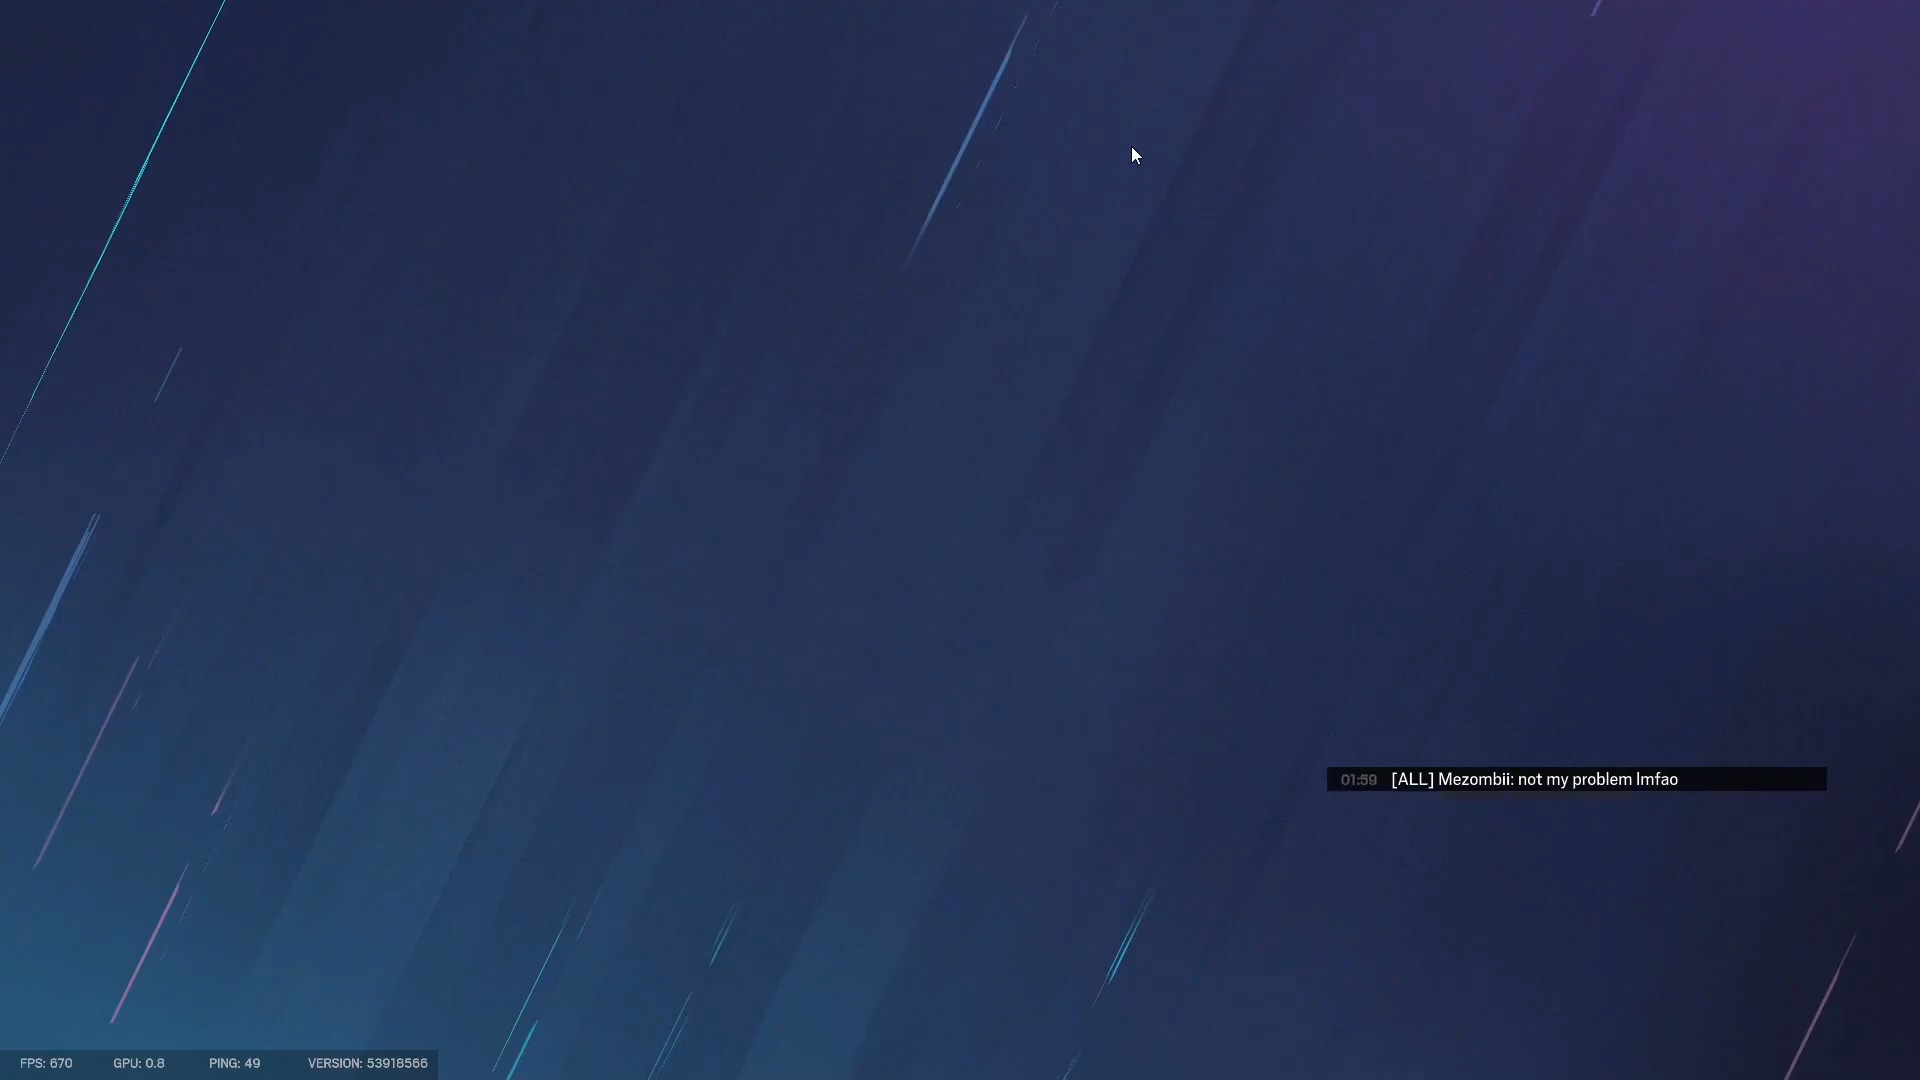 01:59 [ALL] Mezombii: not my problem lmfao
FPS: 670 GPU: 0.8 PING: 49 VERSION: 53918566